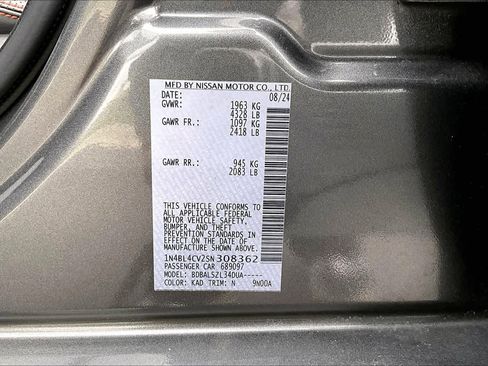 MFD BY NISSAN MOTOR CO., LTD.
DATE: 08/24
GVWR: 1963 KG
4328 LB
GAWR FR: 1097 KG
2418 LB
GAWR RR: 945 KG
2083 LB
THIS VEHICLE CONFORMS TO
ALL APPLICABLE FEDERAL
MOTOR VEHICLE SAFETY,
BUMPER, AND THEFT
PREVENTION STANDARDS IN
EFFECT ON THE DATE OF
MANUFACTURE SHOWN ABOVE.
1N4BL4CV2SN308362
PASSENGER CAR 689097
MODEL: BDBALSZL34DUA-----
COLOR: KAD TRIM: N 9N00A